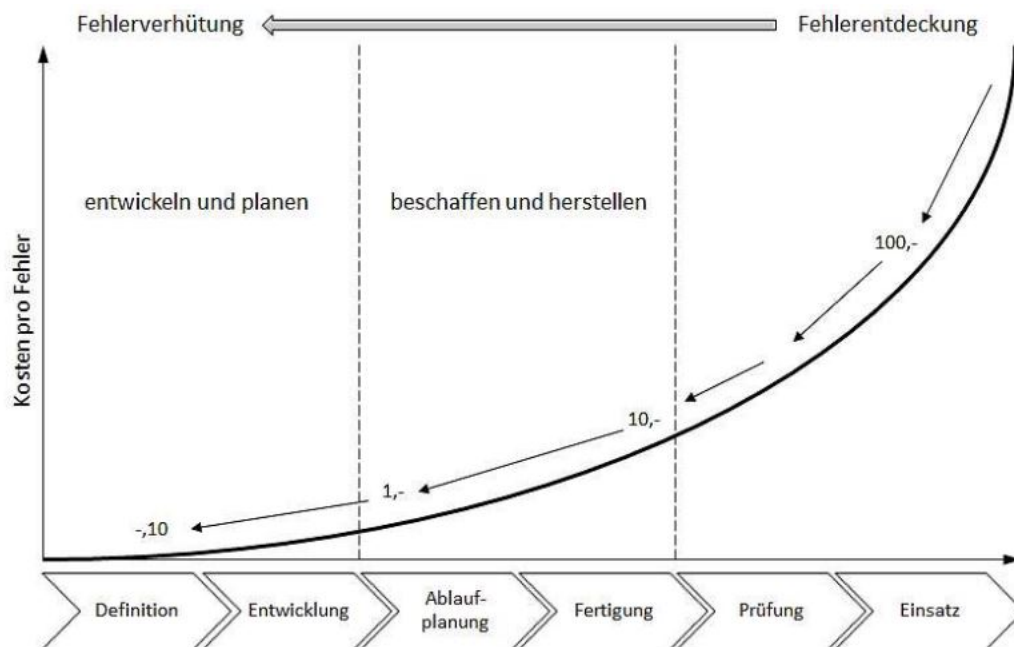 Fehlerverhütung
Fehlerentdeckung
entwickeln und planen
beschaffen und herstellen
Kosten pro Fehler
100,-
10,-
1,-
-,10
Definition
Entwicklung
Ablauf-
planung
Fertigung
Prüfung
Einsatz